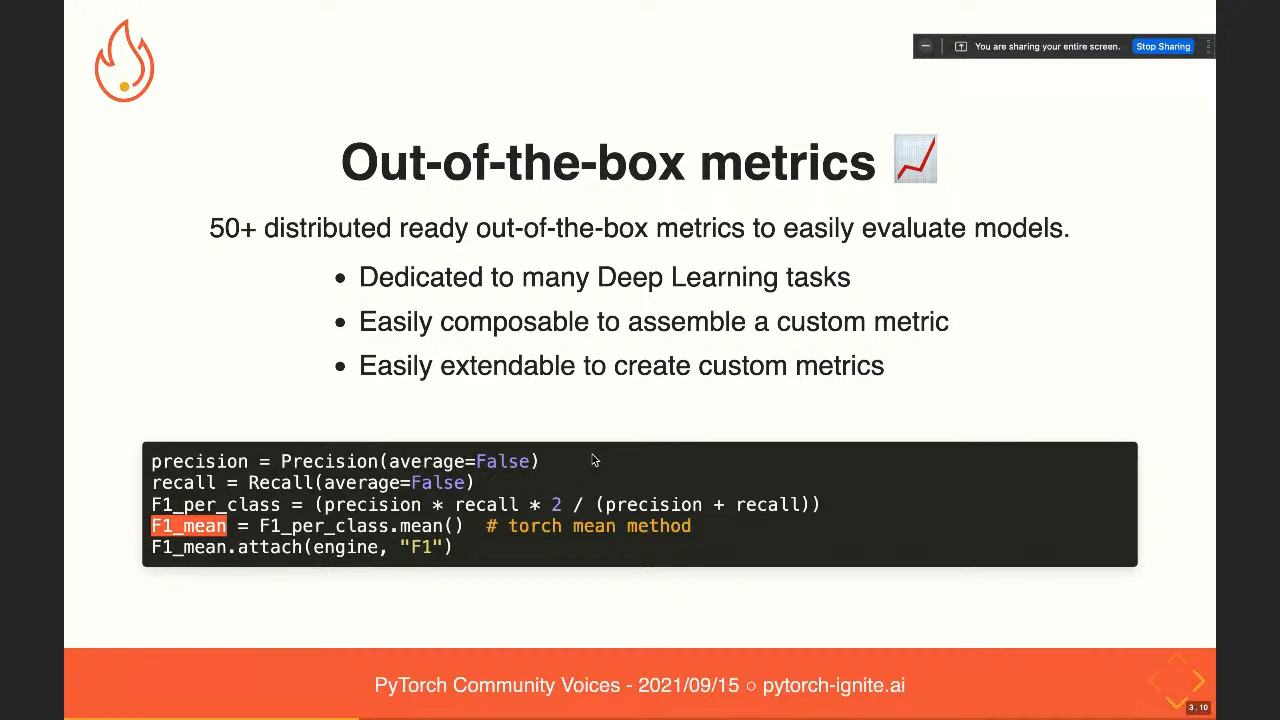 You are sharing your entire screen. Stop Sharing
Out-of-the-box metrics 📈
50+ distributed ready out-of-the-box metrics to easily evaluate models.
• Dedicated to many Deep Learning tasks
• Easily composable to assemble a custom metric
• Easily extendable to create custom metrics
precision = Precision(average=False)
recall = Recall(average=False)
F1_per_class = (precision * recall * 2 / (precision + recall))
F1_mean = F1_per_class.mean()  # torch mean method
F1_mean.attach(engine, "F1")
PyTorch Community Voices - 2021/09/15 ○ pytorch-ignite.ai
3.10